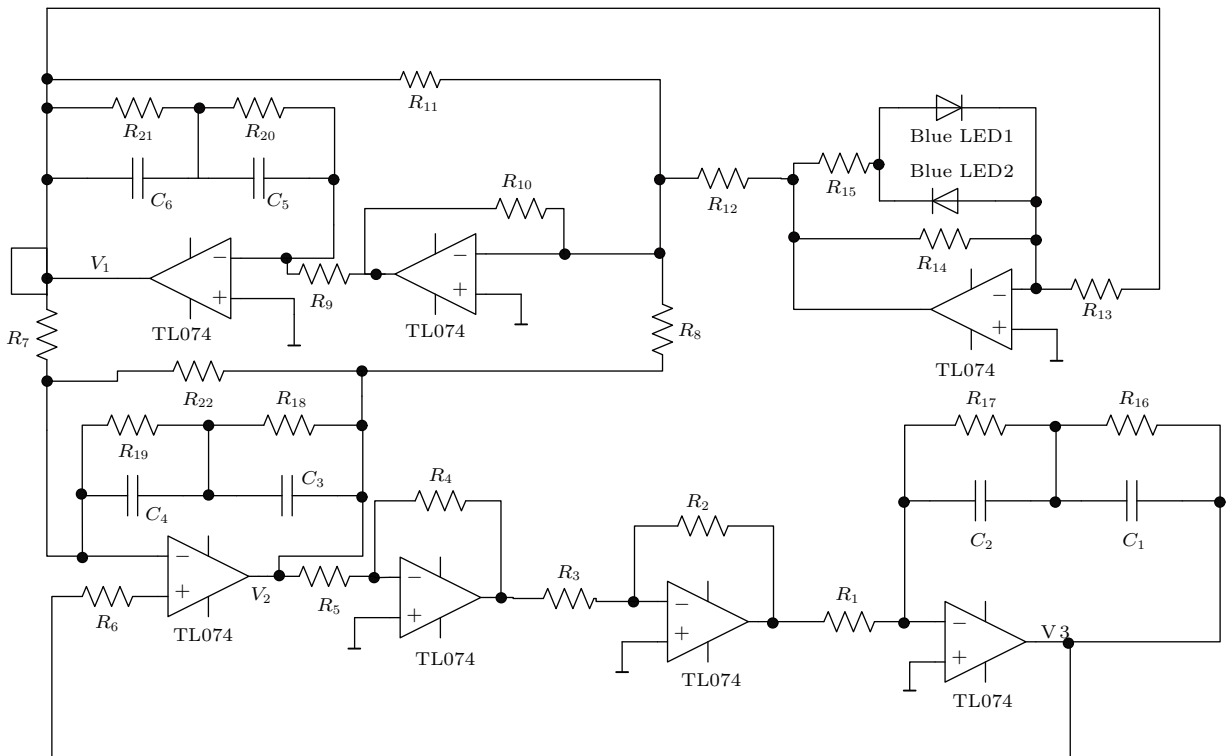 R11
R21
R20
Blue LED1
Blue LED2
R15
R10
R12
C6
C5
V1
−
+
R9
−
+
R14
−
+
R13
TL074
TL074
R7
R8
TL074
R22
R19
R18
R17
R16
C4
C3
R4
R2
C2
C1
−
+
V2
R5
−
+
R3
−
+
R1
−
+
V3
R6
TL074
TL074
TL074
TL074